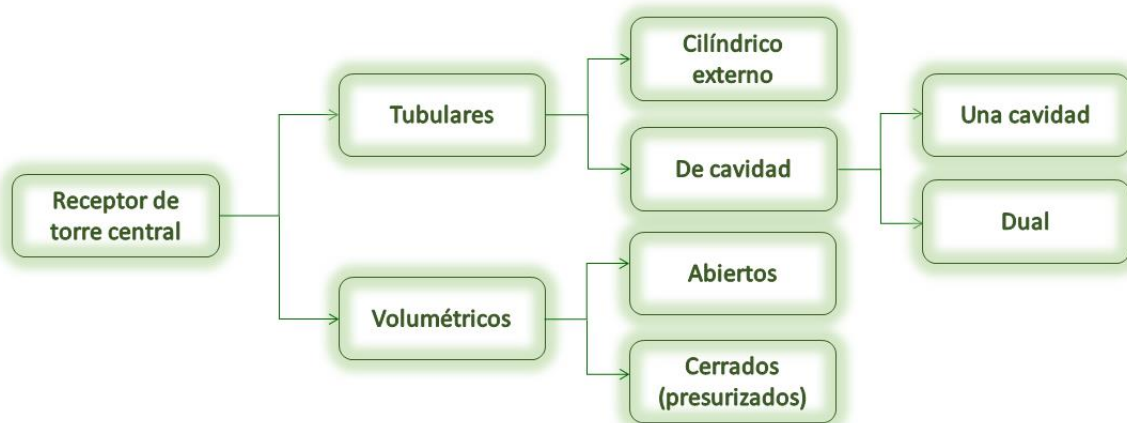 Receptor de
torre central
Tubulares
Cilíndrico
externo
De cavidad
Una cavidad
Dual
Volumétricos
Abiertos
Cerrados
(presurizados)